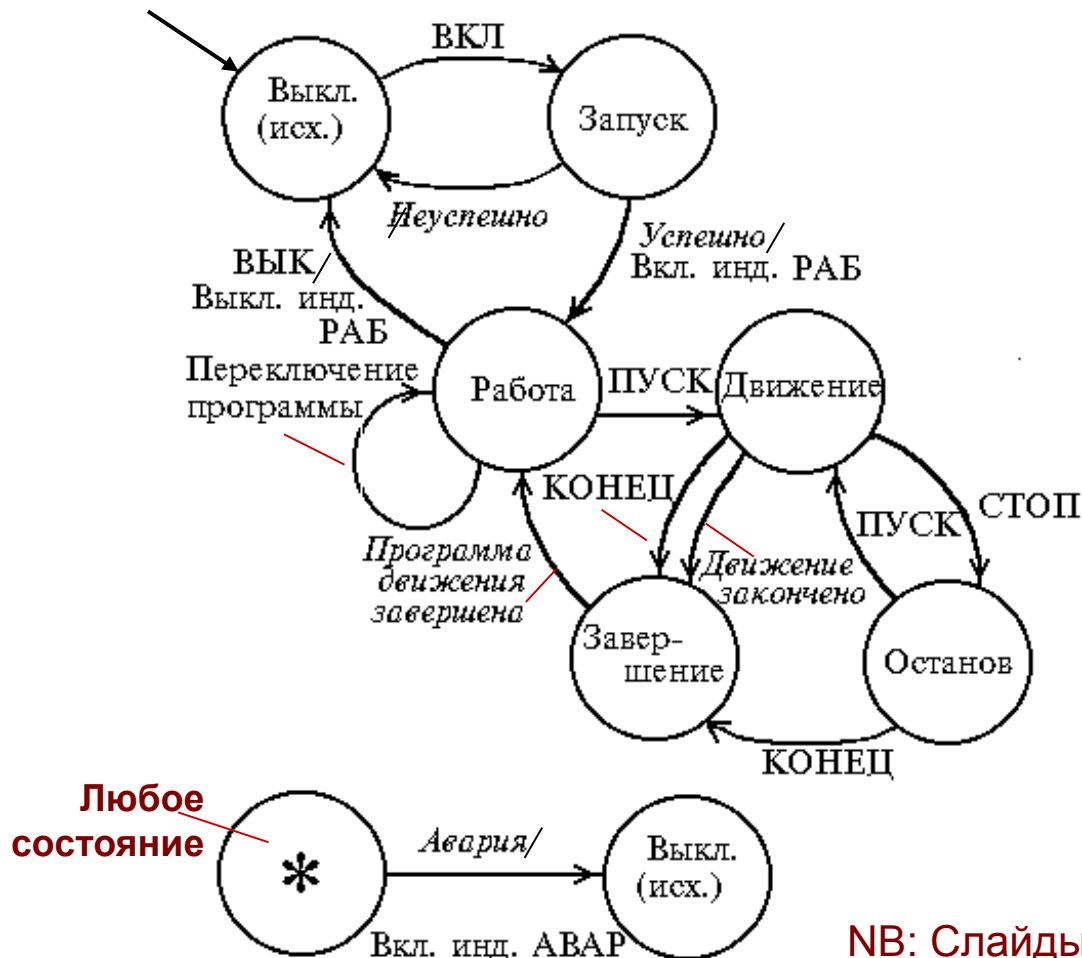 ВКЛ
Выкл.
(исх.)
Запуск
Неуспешно
Успешно/
Вкл. инд. РАБ
ВЫК/
Выкл. инд.
РАБ
Переключение
программы
Работа
ПУСК
Движение
КОНЕЦ
ПУСК
СТОП
Программа
движения
завершена
Движение
закончено
Завер-
шение
Останов
КОНЕЦ
Любое
состояние
*
Авария/
Вкл. инд. АВАР
Выкл.
(исх.)
NB: Слайды